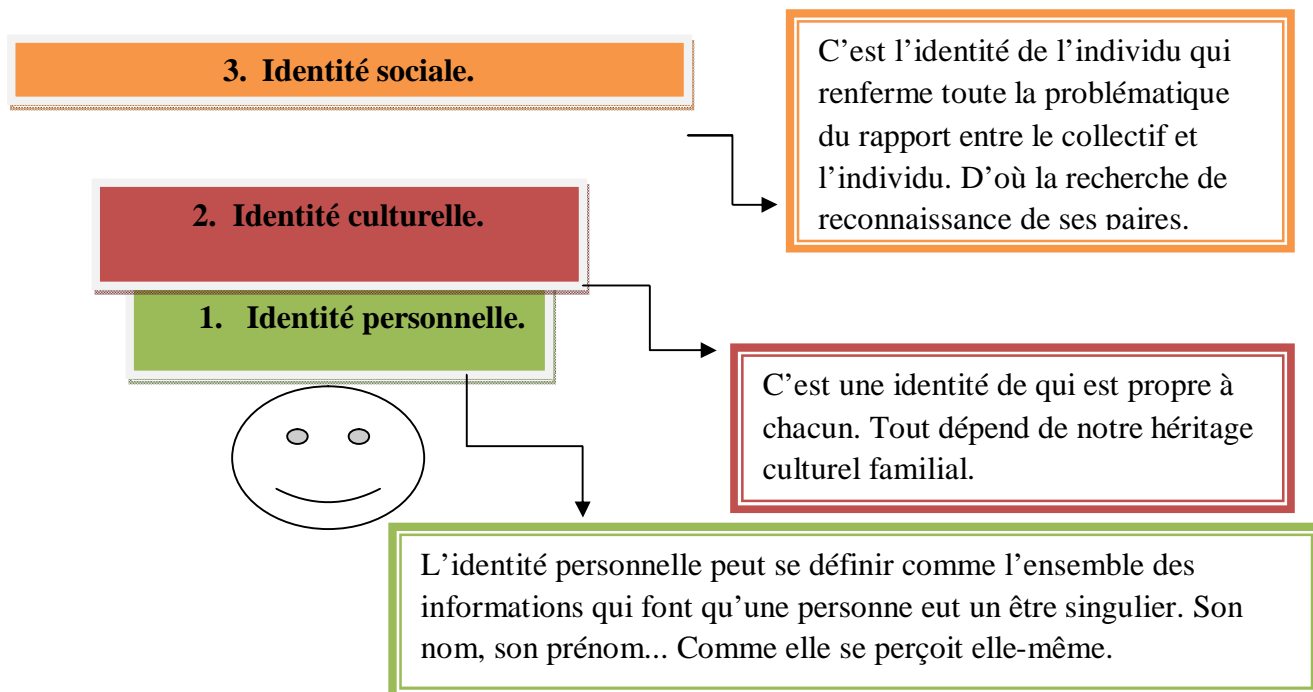 3. Identité sociale.
C’est l’identité de l’individu qui
renferme toute la problématique
du rapport entre le collectif et
l’individu. D’où la recherche de
reconnaissance de ses paires.
2. Identité culturelle.
1. Identité personnelle.
C’est une identité de qui est propre à
chacun. Tout dépend de notre héritage
culturel familial.
L’identité personnelle peut se définir comme l’ensemble des
informations qui font qu’une personne eut un être singulier. Son
nom, son prénom... Comme elle se perçoit elle-même.